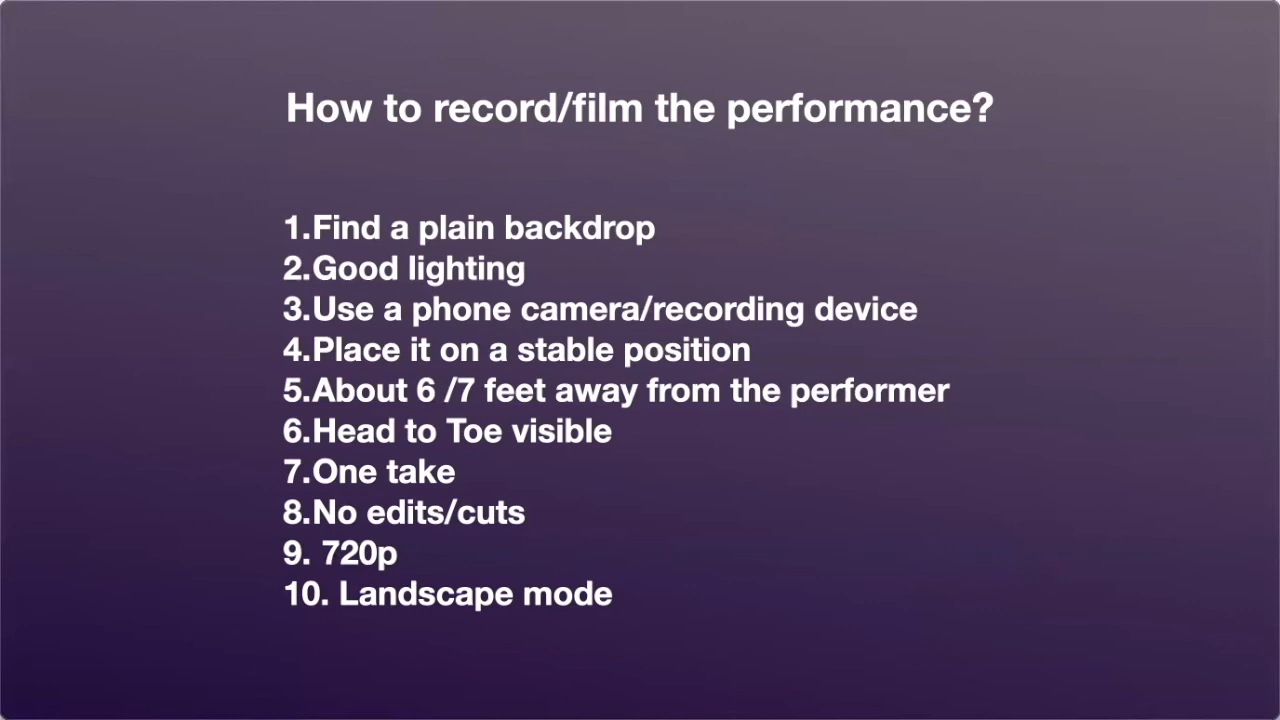 How to record/film the performance?
1.Find a plain backdrop
2.Good lighting
3.Use a phone camera/recording device
4.Place it on a stable position
5.About 6 /7 feet away from the performer
6.Head to Toe visible
7.One take
8.No edits/cuts
9. 720p
10. Landscape mode